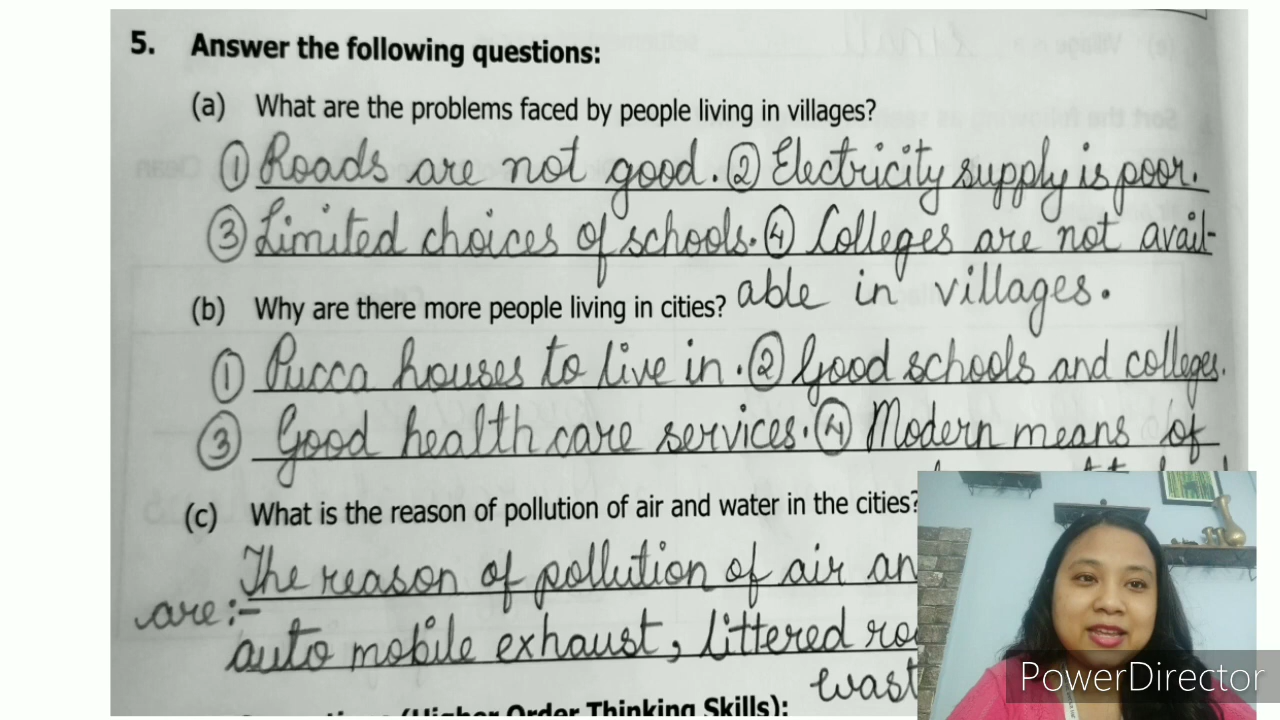 5. Answer the following questions:
(a) What are the problems faced by people living in villages?
① Roads are not good. ② Electricity supply is poor.
③ Limited choices of schools. ④ Colleges are not avail-
able in villages.
(b) Why are there more people living in cities?
① Pucca houses to live in. ② Good schools and colleges.
③ Good health care services. ④ Modern means of
(c) What is the reason of pollution of air and water in the cities?
The reason of pollution of air an
are:-
auto mobile exhaust, littered
(Higher Order Thinking Skills):
PowerDirector